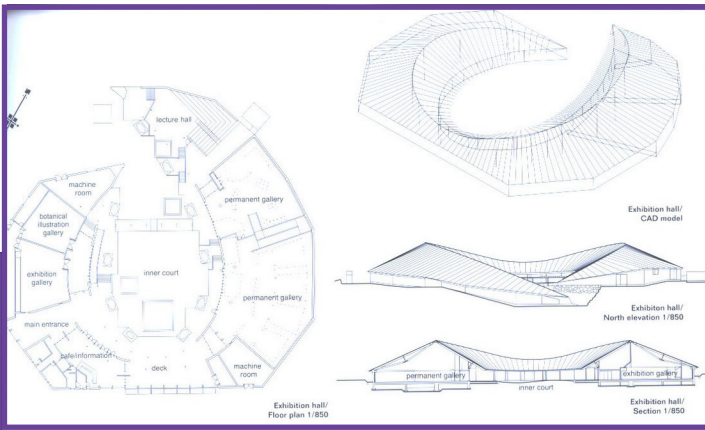 lecture hall
machine
room
permanent gallery
botanical
illustration
gallery
exhibition
gallery
inner court
permanent gallery
main entrance
cafe/information
deck
machine
room
Exhibition hall/
Floor plan 1/850
Exhibition hall/
CAD model
Exhibiton hall/
North elevation 1/850
permanent gallery
exhibition gallery
inner court
Exhibition hall/
Section 1/850